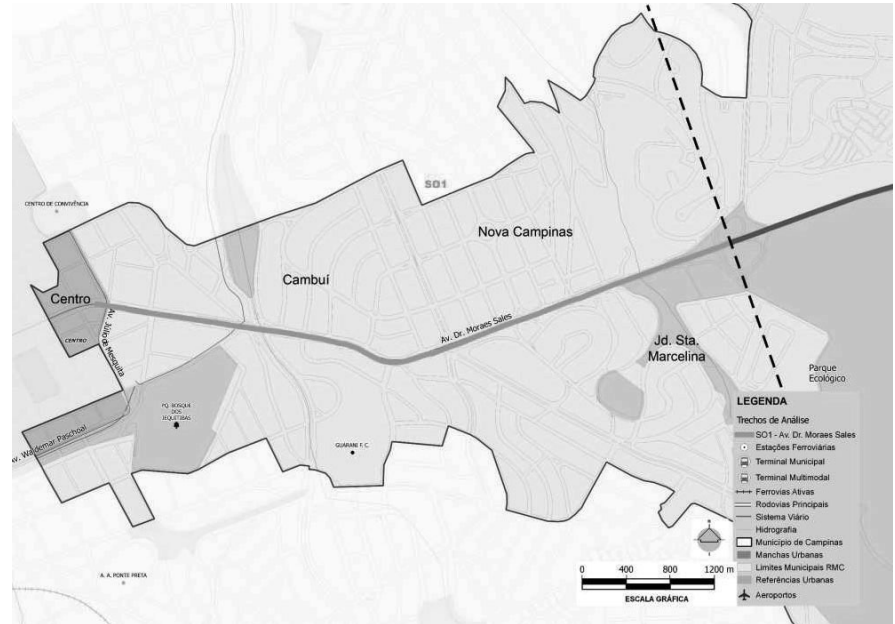 SO1
CENTRO DE CONVIVÊNCIA
Nova Campinas
Cambuí
Centro
Av. Júlio de Mesquita
CENTRO
Av. Dr. Moraes Sales
Jd. Sta.
Marcelina
Parque
Ecológico
PQ. BOSQUE
DOS
JEQUITIBÁS
Av. Waldemar Paschoal
GUARANI F. C.
A. A. PONTE PRETA
LEGENDA
Trechos de Análise
SO1 - Av. Dr. Moraes Sales
Estações Ferroviárias
Terminal Municipal
Terminal Multimodal
Ferrovias Ativas
Rodovias Principais
Sistema Viário
Hidrografia
Município de Campinas
Manchas Urbanas
Limites Municipais RMC
Referências Urbanas
Aeroportos
0 400 800 1200 m
ESCALA GRÁFICA